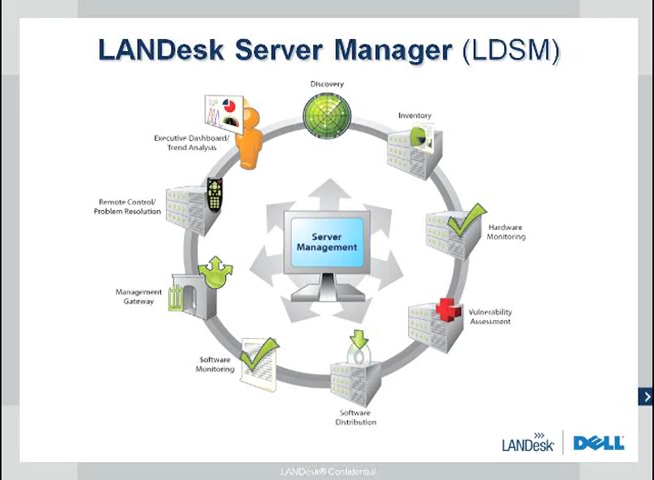 LANDesk Server Manager (LDSM)
Discovery
Inventory
Executive Dashboard/
Trend Analysis
Remote Control/
Problem Resolution
Server
Management
Hardware
Monitoring
Management
Gateway
Vulnerability
Assessment
Software
Monitoring
Software
Distribution
LANDesk
DELL
LANDesk® Confidential